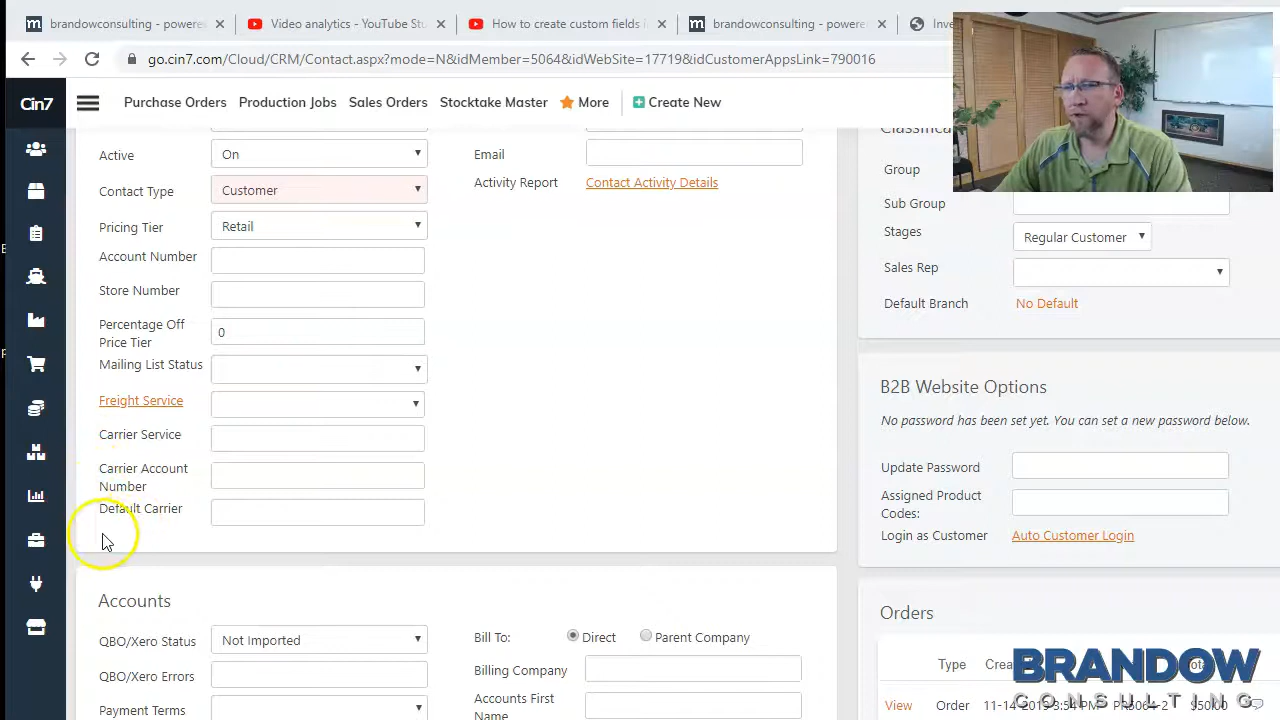 brandowconsulting - powere
Video analytics - YouTube Stu
How to create custom fields i
brandowconsulting - powere
Inve
go.cin7.com/Cloud/CRM/Contact.aspx?mode=N&idMember=5064&idWebSite=17719&idCustomerAppsLink=790016
Cin7
Purchase Orders
Production Jobs
Sales Orders
Stocktake Master
More
Create New
Active
On
Contact Type
Customer
Pricing Tier
Retail
Account Number
Store Number
Percentage Off
Price Tier
0
Mailing List Status
Freight Service
Carrier Service
Carrier Account
Number
Default Carrier
Email
Activity Report
Contact Activity Details
Group
Sub Group
Stages
Regular Customer
Sales Rep
Default Branch
No Default
B2B Website Options
No password has been set yet. You can set a new password below.
Update Password
Assigned Product
Codes:
Login as Customer
Auto Customer Login
Accounts
QBO/Xero Status
Not Imported
QBO/Xero Errors
Payment Terms
Bill To:
Direct
Parent Company
Billing Company
Accounts First
Name
Orders
Type
View
Order
BRANDOW
CONSULTING